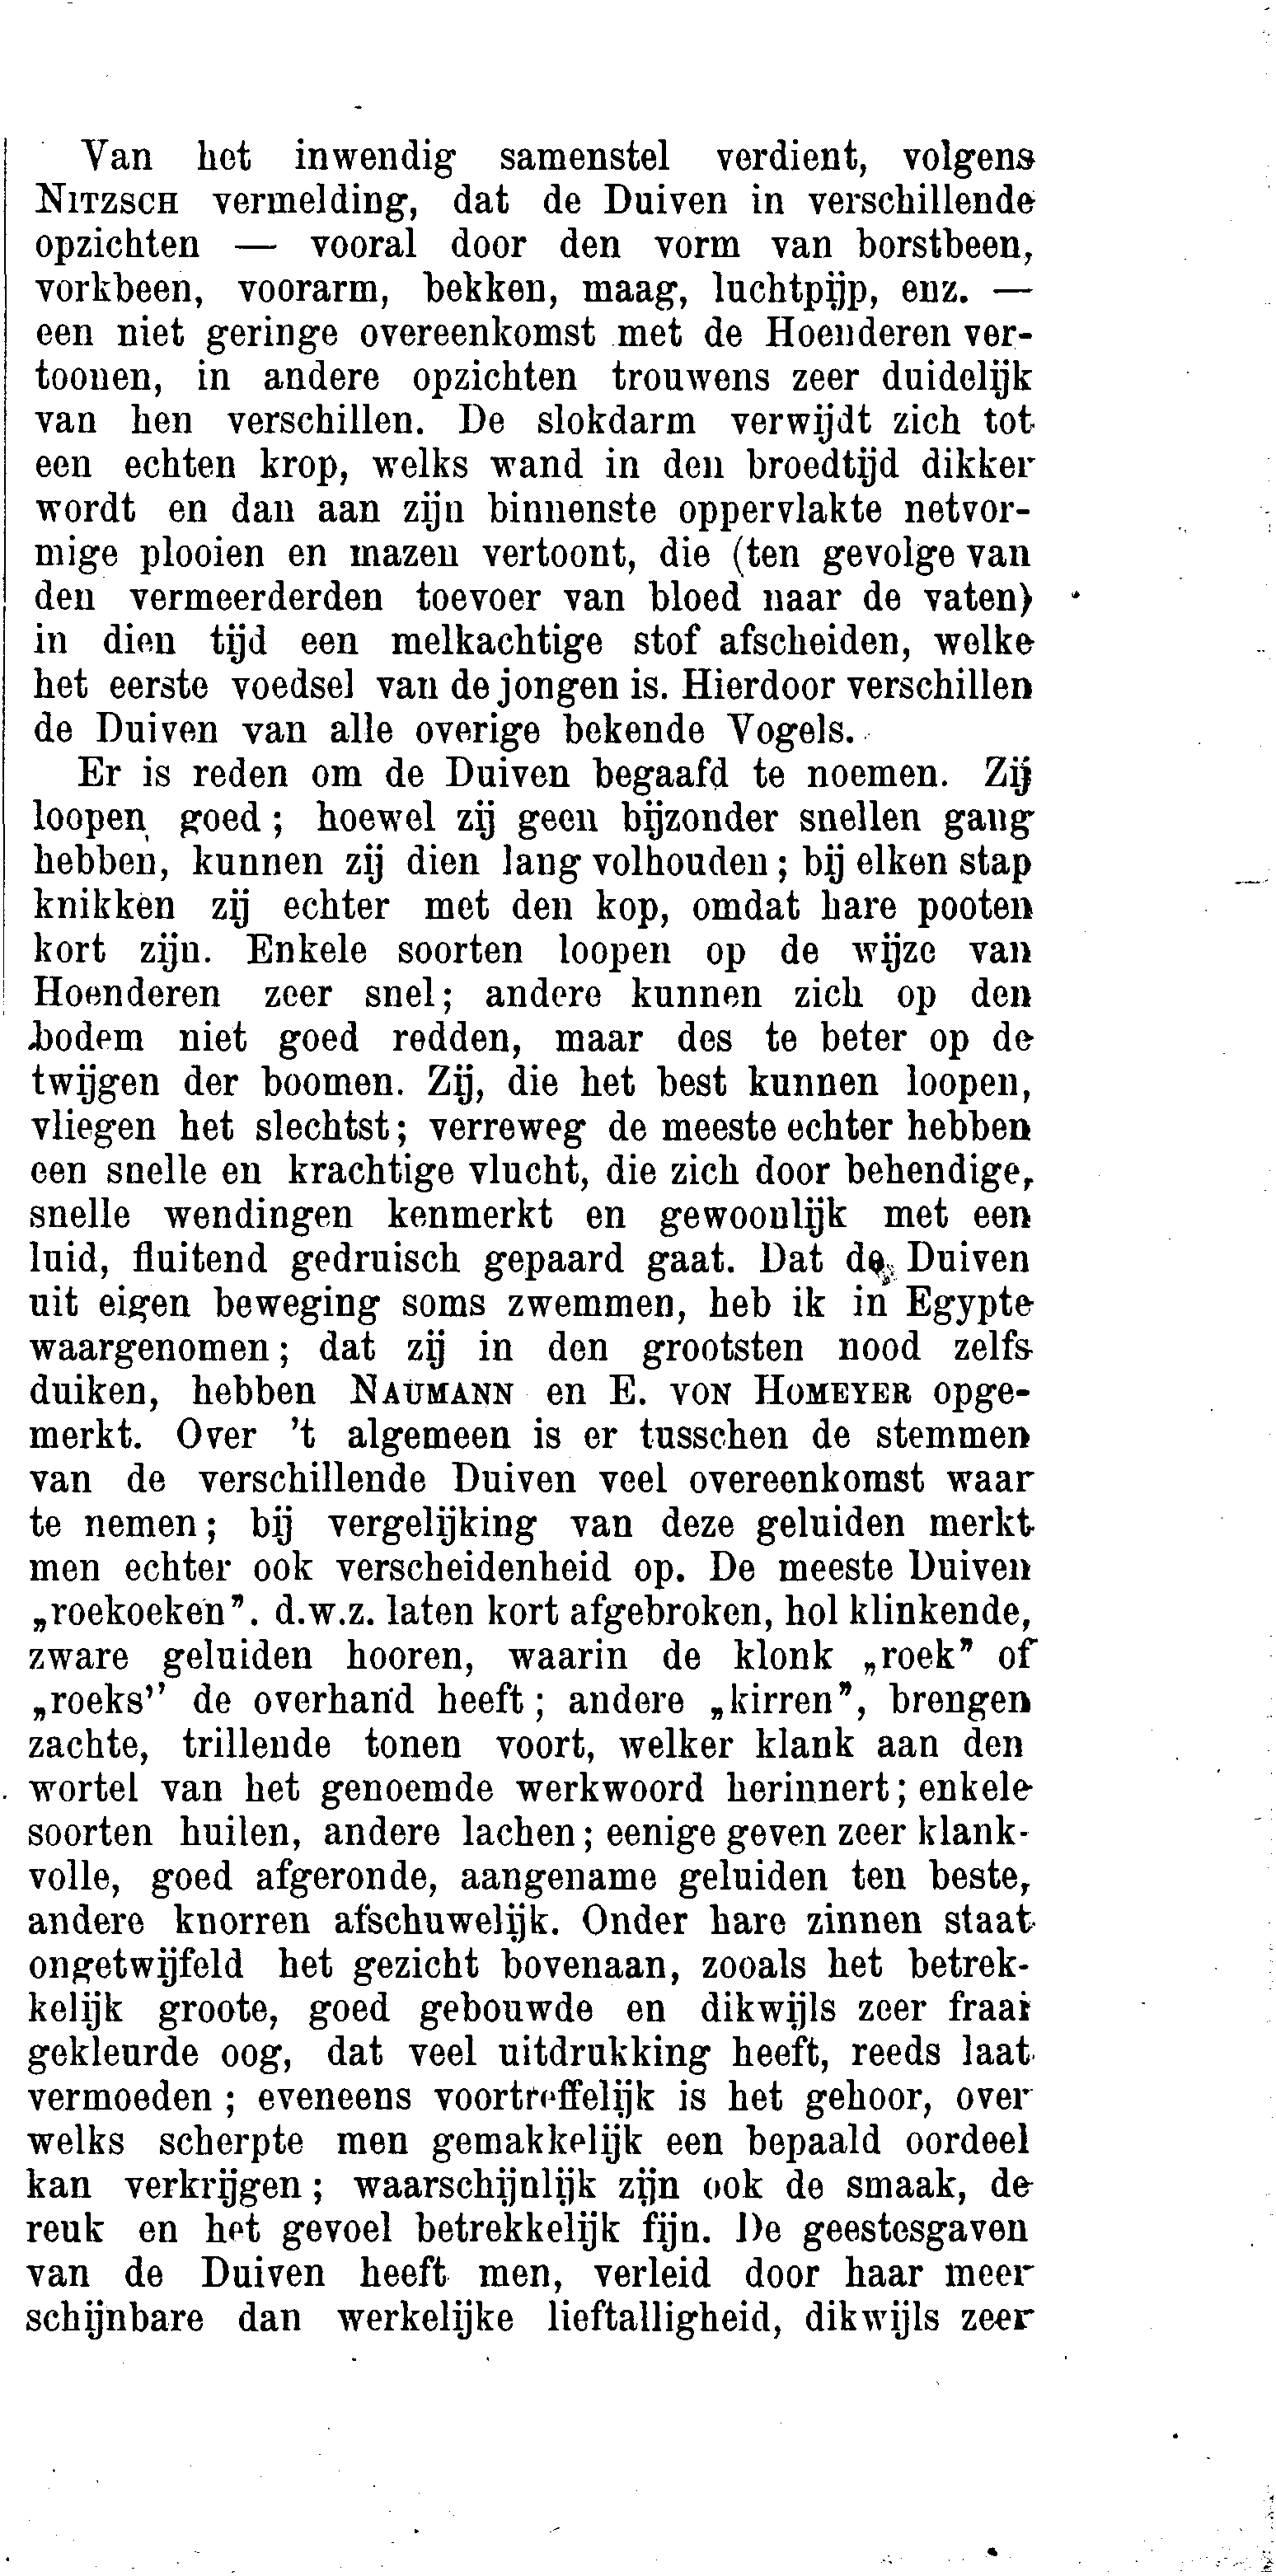 Van het inwendig samenstel verdient, volgens
NITZSCH vermelding, dat de Duiven in verschillende
opzichten — vooral door den vorm van borstbeen,
vorkbeen, voorarm, bekken, maag, luchtpijp, enz. —
een niet geringe overeenkomst met de Hoenderen ver-
toonen, in andere opzichten trouwens zeer duidelijk
van hen verschillen. De slokdarm verwijdt zich tot
een echten krop, welks wand in den broedtijd dikker
wordt en dan aan zijn binnenste oppervlakte netvor-
mige plooien en mazen vertoont, die (ten gevolge van
den vermeerderden toevoer van bloed naar de vaten)
in dien tijd een melkachtige stof afscheiden, welke
het eerste voedsel van de jongen is. Hierdoor verschillen
de Duiven van alle overige bekende Vogels.
Er is reden om de Duiven begaafd te noemen. Zij
loopen goed; hoewel zij geen bijzonder snellen gang
hebben, kunnen zij dien lang volhouden; bij elken stap
knikken zij echter met den kop, omdat hare pooten
kort zijn. Enkele soorten loopen op de wijze van
Hoenderen zeer snel; andere kunnen zich op den
bodem niet goed redden, maar des te beter op de
twijgen der boomen. Zij, die het best kunnen loopen,
vliegen het slechtst; verreweg de meeste echter hebben
een snelle en krachtige vlucht, die zich door behendige,
snelle wendingen kenmerkt en gewoonlijk met een
luid, fluitend gedruisch gepaard gaat. Dat de Duiven
uit eigen beweging soms zwemmen, heb ik in Egypte
waargenomen; dat zij in den grootsten nood zelfs
duiken, hebben NAUMANN en E. VON HOMEYER opge-
merkt. Over 't algemeen is er tusschen de stemmen
van de verschillende Duiven veel overeenkomst waar
te nemen; bij vergelijking van deze geluiden merkt
men echter ook verscheidenheid op. De meeste Duiven
„roekoeken”. d.w.z. laten kort afgebroken, hol klinkende,
zware geluiden hooren, waarin de klonk „roek” of
„roeks'' de overhand heeft; andere „kirren”, brengen
zachte, trillende tonen voort, welker klank aan den
wortel van het genoemde werkwoord herinnert; enkele
soorten huilen, andere lachen; eenige geven zeer klank-
volle, goed afgeronde, aangename geluiden ten beste,
andere knorren afschuwelijk. Onder hare zinnen staat
ongetwijfeld het gezicht bovenaan, zooals het betrek-
kelijk groote, goed gebouwde en dikwijls zeer fraai
gekleurde oog, dat veel uitdrukking heeft, reeds laat
vermoeden; eveneens voortreffelijk is het gehoor, over
welks scherpte men gemakkelijk een bepaald oordeel
kan verkrijgen; waarschijnlijk zijn ook de smaak, de
reuk en het gevoel betrekkelijk fijn. De geestesgaven
van de Duiven heeft men, verleid door haar meer
schijnbare dan werkelijke lieftalligheid, dikwijls zeer